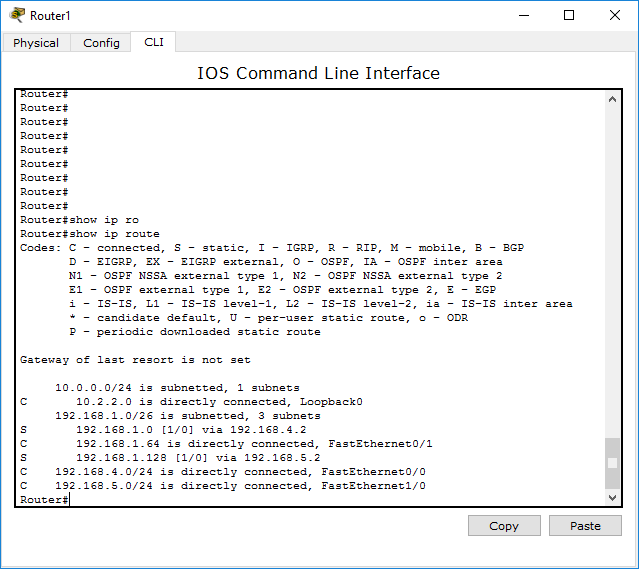 Router1
Physical Config CLI
IOS Command Line Interface
Router#
Router#
Router#
Router#
Router#
Router#
Router#
Router#
Router#
Router#show ip ro
Router#show ip route
Codes: C - connected, S - static, I - IGRP, R - RIP, M - mobile, B - BGP
       D - EIGRP, EX - EIGRP external, O - OSPF, IA - OSPF inter area
       N1 - OSPF NSSA external type 1, N2 - OSPF NSSA external type 2
       E1 - OSPF external type 1, E2 - OSPF external type 2, E - EGP
       i - IS-IS, L1 - IS-IS level-1, L2 - IS-IS level-2, ia - IS-IS inter area
       * - candidate default, U - per-user static route, o - ODR
       P - periodic downloaded static route
Gateway of last resort is not set
     10.0.0.0/24 is subnetted, 1 subnets
C       10.2.2.0 is directly connected, Loopback0
     192.168.1.0/26 is subnetted, 3 subnets
S       192.168.1.0 [1/0] via 192.168.4.2
C       192.168.1.64 is directly connected, FastEthernet0/1
S       192.168.1.128 [1/0] via 192.168.5.2
C    192.168.4.0/24 is directly connected, FastEthernet0/0
C    192.168.5.0/24 is directly connected, FastEthernet1/0
Router#
Copy Paste